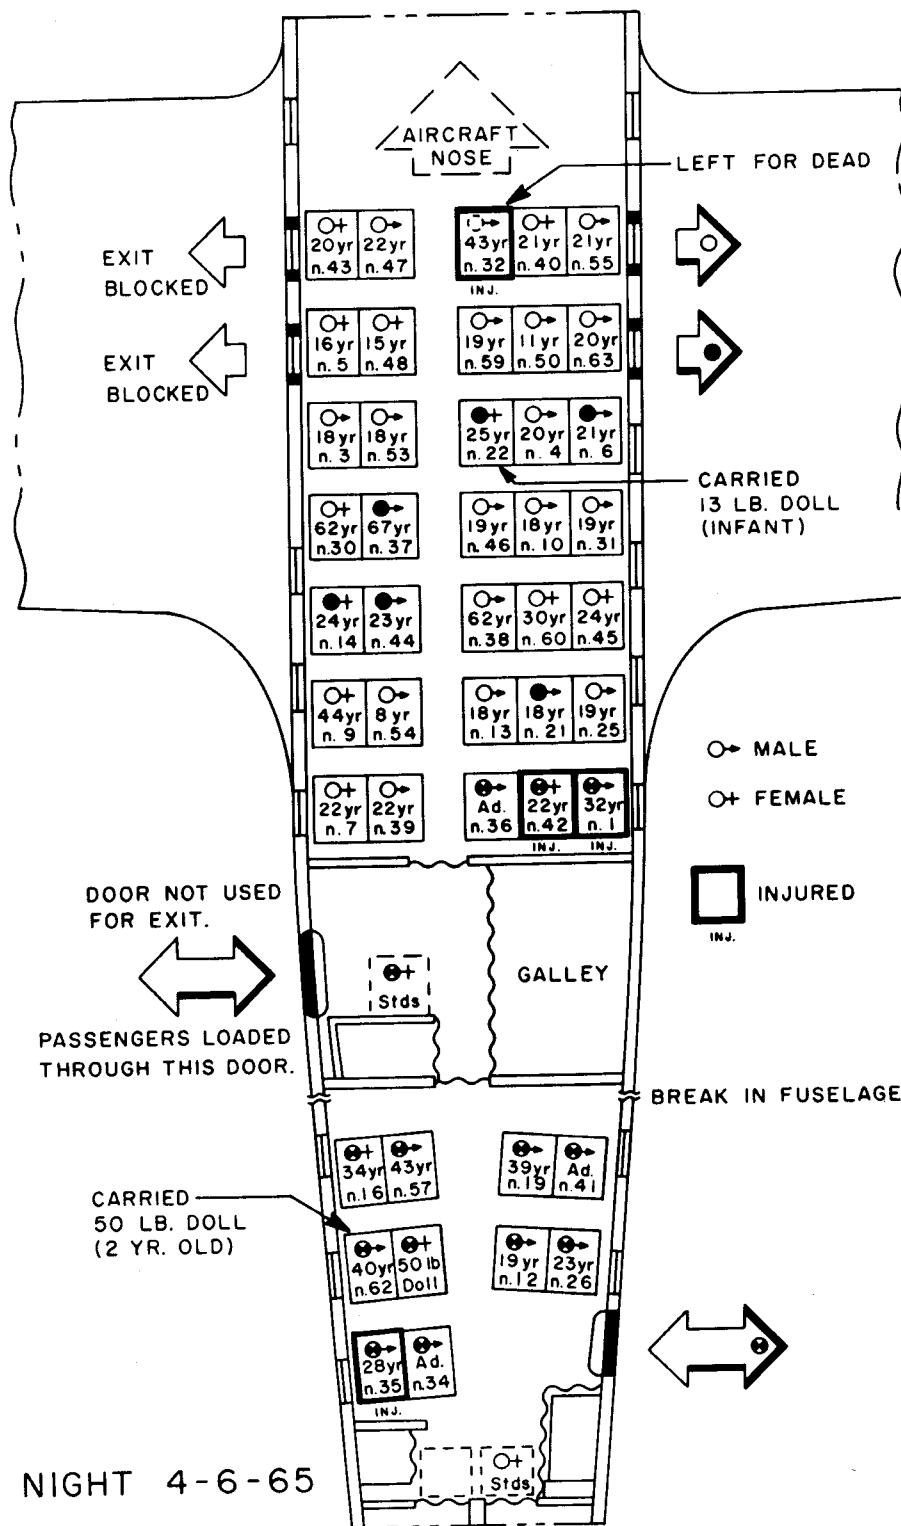 AIRCRAFT
NOSE
LEFT FOR DEAD
EXIT
BLOCKED
20yr 22yr
n.43 n.47
43yr 21yr 21yr
n.32 n.40 n.55
INJ.
EXIT
BLOCKED
16yr 15yr
n.5 n.48
19yr 11yr 20yr
n.59 n.50 n.63
18yr 18yr
n.3 n.53
25yr 20yr 21yr
n.22 n.4 n.6
CARRIED
13 LB. DOLL
(INFANT)
62yr 67yr
n.30 n.37
19yr 18yr 19yr
n.46 n.10 n.31
24yr 23yr
n.14 n.44
62yr 30yr 24yr
n.38 n.60 n.45
44yr 8yr
n.9 n.54
18yr 18yr 19yr
n.13 n.21 n.25
MALE
FEMALE
22yr 22yr
n.7 n.39
Ad. 22yr 32yr
n.36 n.42 n.1
INJ. INJ.
INJURED
INJ.
DOOR NOT USED
FOR EXIT.
Stds
GALLEY
PASSENGERS LOADED
THROUGH THIS DOOR.
BREAK IN FUSELAGE
34yr 43yr
n.16 n.57
39yr Ad.
n.19 n.41
CARRIED
50 LB. DOLL
(2 YR. OLD)
40yr 50 lb
n.62 Doll
19yr 23yr
n.12 n.26
28yr Ad.
n.35 n.34
INJ.
Stds
NIGHT 4-6-65